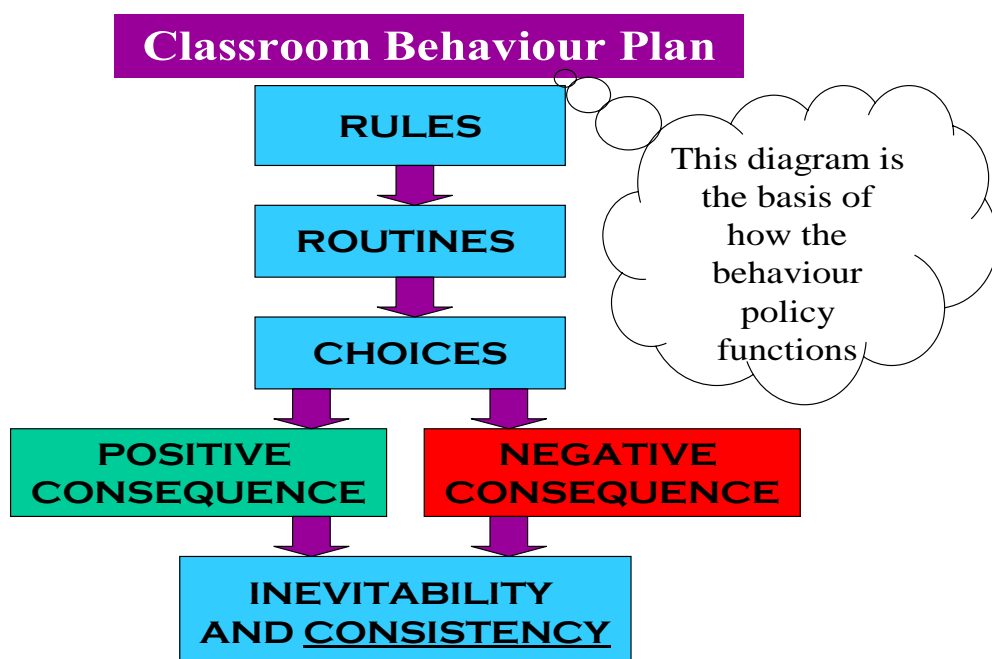 Classroom Behaviour Plan
RULES
This diagram is
the basis of
how the
behaviour
policy
functions
ROUTINES
CHOICES
POSITIVE
CONSEQUENCE
NEGATIVE
CONSEQUENCE
INEVITABILITY
AND CONSISTENCY